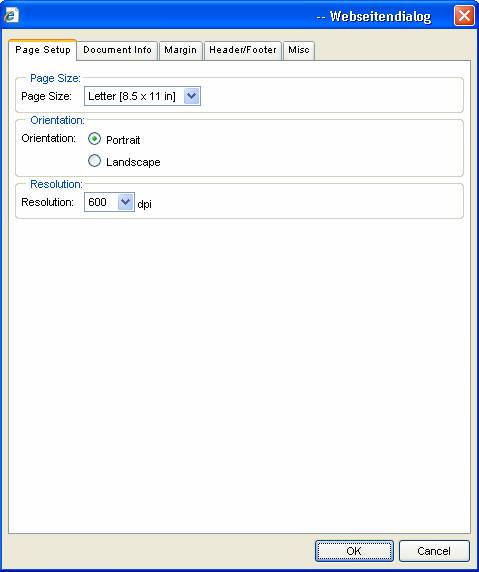 -- Webseitendialog
Page Setup Document Info Margin Header/Footer Misc
Page Size:
Page Size: Letter [8.5 x 11 in]
Orientation:
Orientation: Portrait
Landscape
Resolution:
Resolution: 600 dpi
OK Cancel